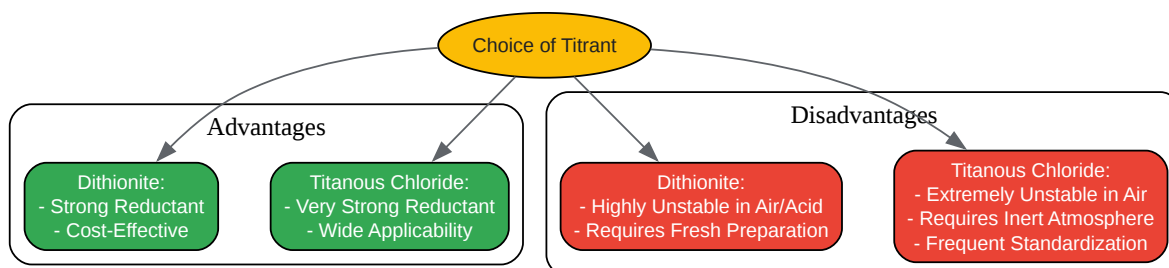 Choice of Titrant
Advantages
Disadvantages
Dithionite:
- Strong Reductant
- Cost-Effective
Titanous Chloride:
- Very Strong Reductant
- Wide Applicability
Dithionite:
- Highly Unstable in Air/Acid
- Requires Fresh Preparation
Titanous Chloride:
- Extremely Unstable in Air
- Requires Inert Atmosphere
- Frequent Standardization